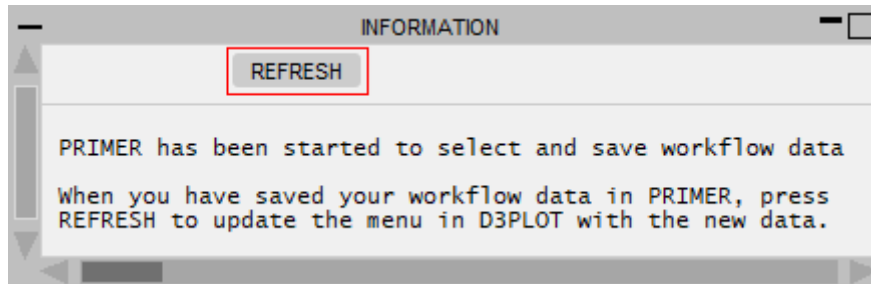 INFORMATION
REFRESH
PRIMER has been started to select and save workflow data
When you have saved your workflow data in PRIMER, press
REFRESH to update the menu in D3PLOT with the new data.